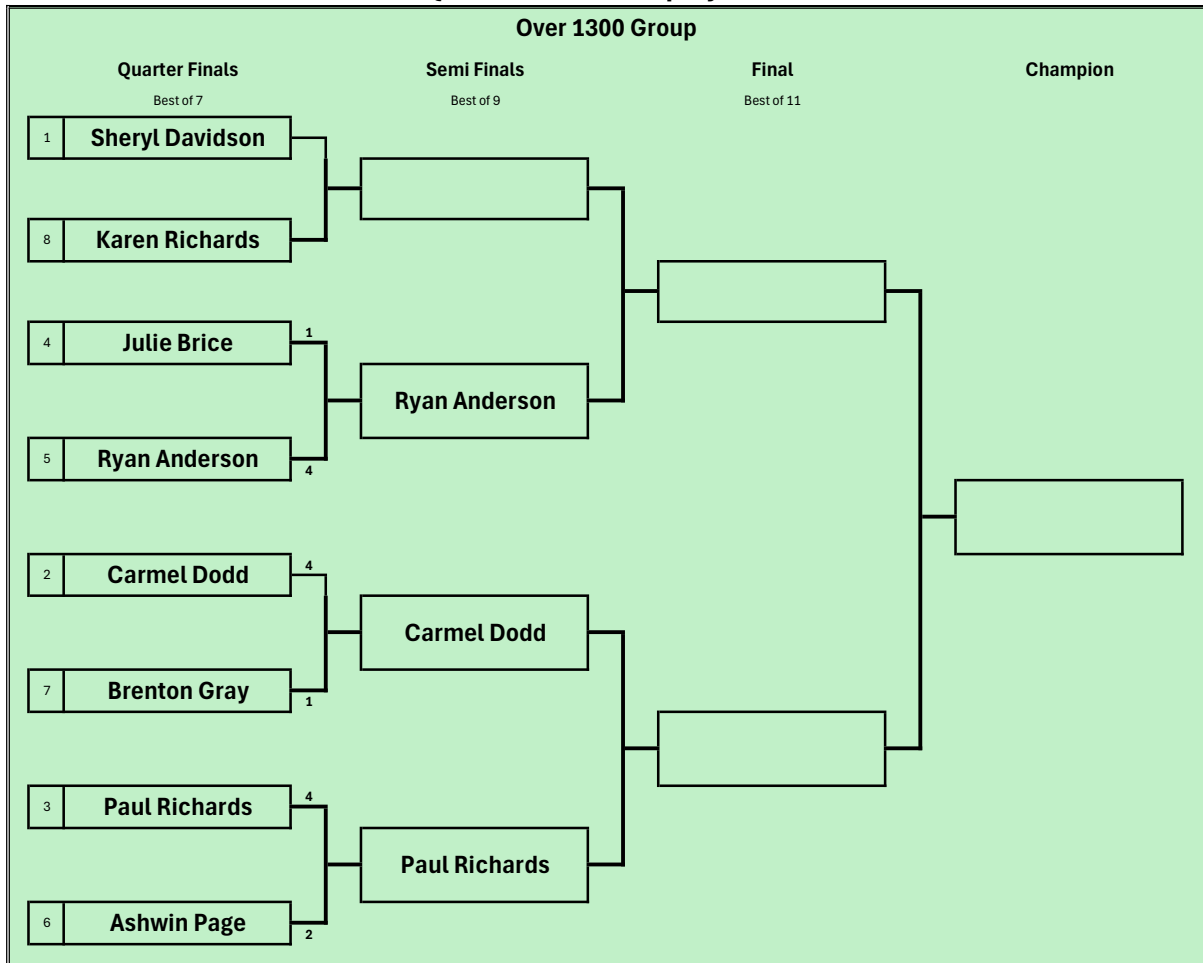 Over 1300 Group
Quarter Finals Semi Finals Final Champion
Best of 7 Best of 9 Best of 11
1 Sheryl Davidson
8 Karen Richards
4 Julie Brice 1
Ryan Anderson
5 Ryan Anderson 4
2 Carmel Dodd 4
Carmel Dodd
7 Brenton Gray 1
3 Paul Richards 4
Paul Richards
6 Ashwin Page 2